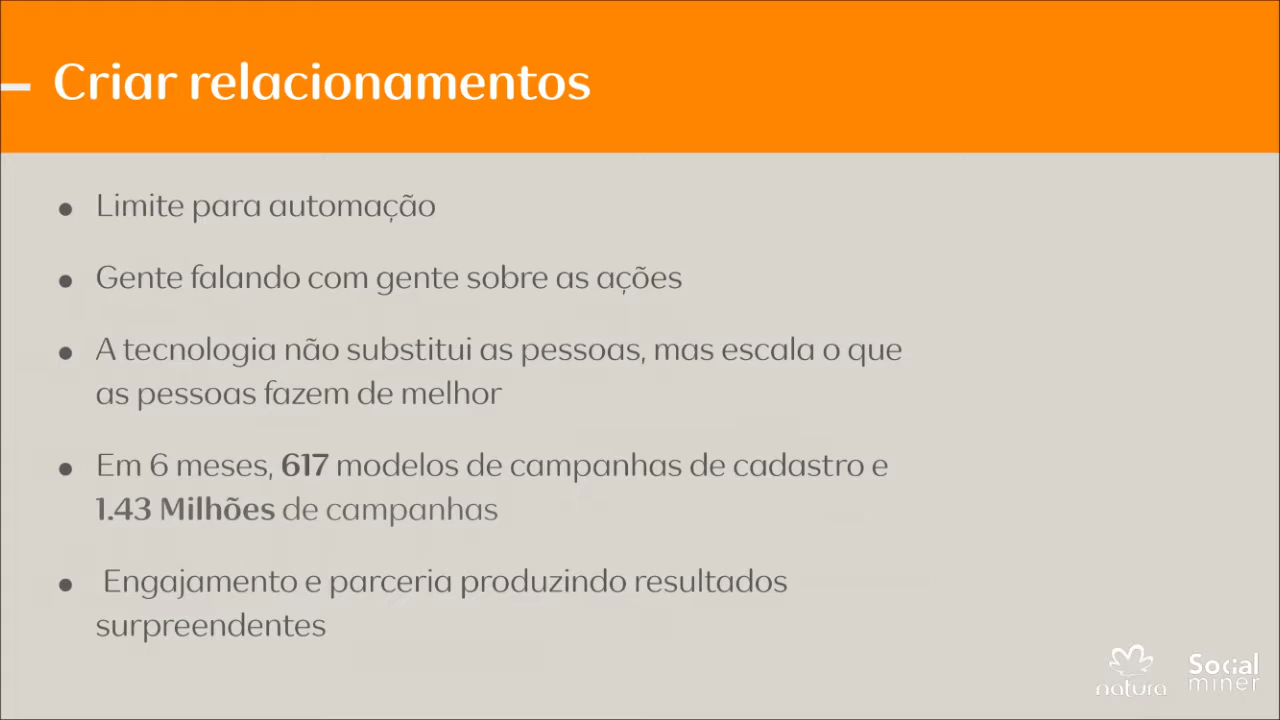 Criar relacionamentos
• Limite para automação
• Gente falando com gente sobre as ações
• A tecnologia não substitui as pessoas, mas escala o que
as pessoas fazem de melhor
• Em 6 meses, 617 modelos de campanhas de cadastro e
1.43 Milhões de campanhas
• Engajamento e parceria produzindo resultados
surpreendentes
natura
Social
miner